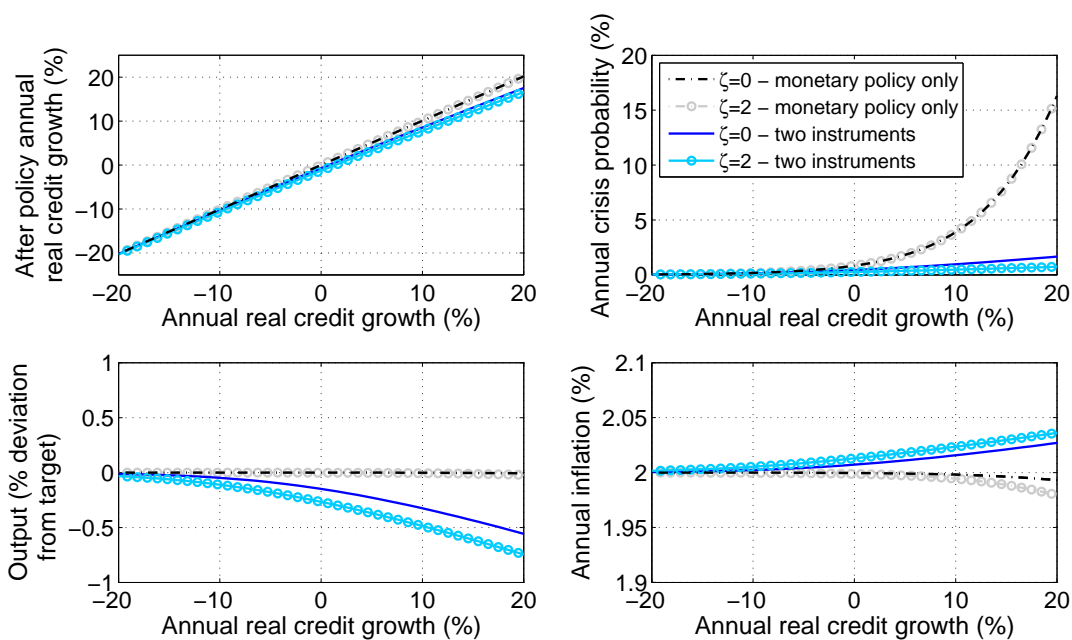 After policy annual
real credit growth (%)
20
10
0
−10
−20
−20
−10
0
10
20
Annual real credit growth (%)
Annual crisis probability (%)
20
15
10
5
0
−20
−10
0
10
20
Annual real credit growth (%)
ζ=0 − monetary policy only
ζ=2 − monetary policy only
ζ=0 − two instruments
ζ=2 − two instruments
Output (% deviation
from target)
1
0.5
0
−0.5
−1
−20
−10
0
10
20
Annual real credit growth (%)
Annual inflation (%)
2.1
2.05
2
1.95
1.9
−20
−10
0
10
20
Annual real credit growth (%)